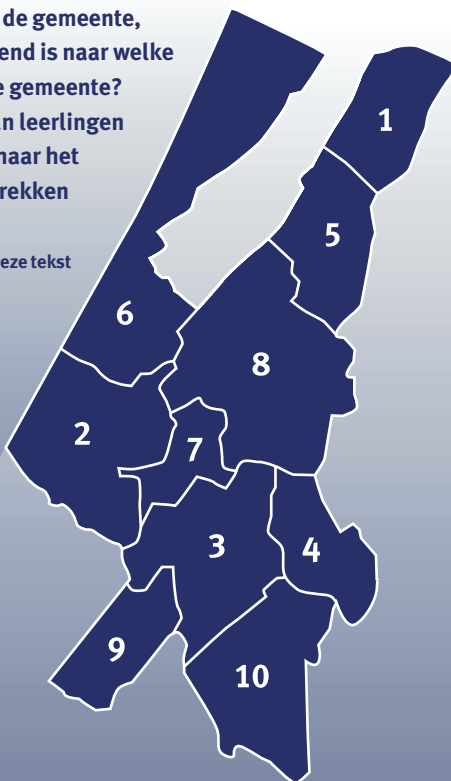 de gemeente,
end is naar welke
e gemeente?
n leerlingen
naar het
rekken
eze tekst
1
5
6
8
2
7
3
4
9
10